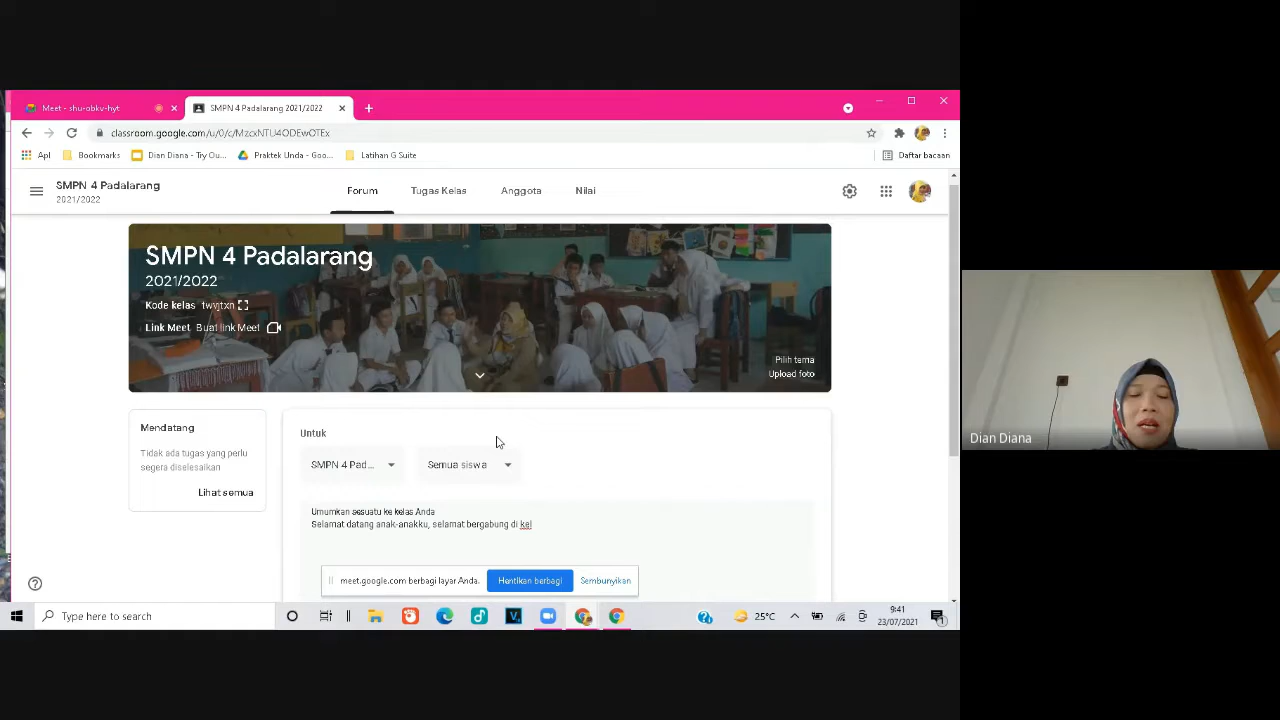 Meet - shu-obkv-hyt
SMPN 4 Padalarang 2021/2022
classroom.google.com/u/0/c/MzcxNTU4ODEwOTEx
Apl
Bookmarks
Dian Diana - Try Ou...
Praktek Unda - Goo...
Latihan G Suite
Daftar bacaan
SMPN 4 Padalarang
2021/2022
Forum
Tugas Kelas
Anggota
Nilai
SMPN 4 Padalarang
2021/2022
Kode kelas twvjtxn
Link Meet Buat link Meet
Pilih tema
Upload foto
Mendatang
Tidak ada tugas yang perlu
segera diselesaikan
Lihat semua
Untuk
SMPN 4 Pad...
Semua siswa
Umumkan sesuatu ke kelas Anda
Selamat datang anak-anakku, selamat bergabung di kel
meet.google.com berbagi layar Anda.
Hentikan berbagi
Sembunyikan
Type here to search
25°C
9:41
23/07/2021
Dian Diana